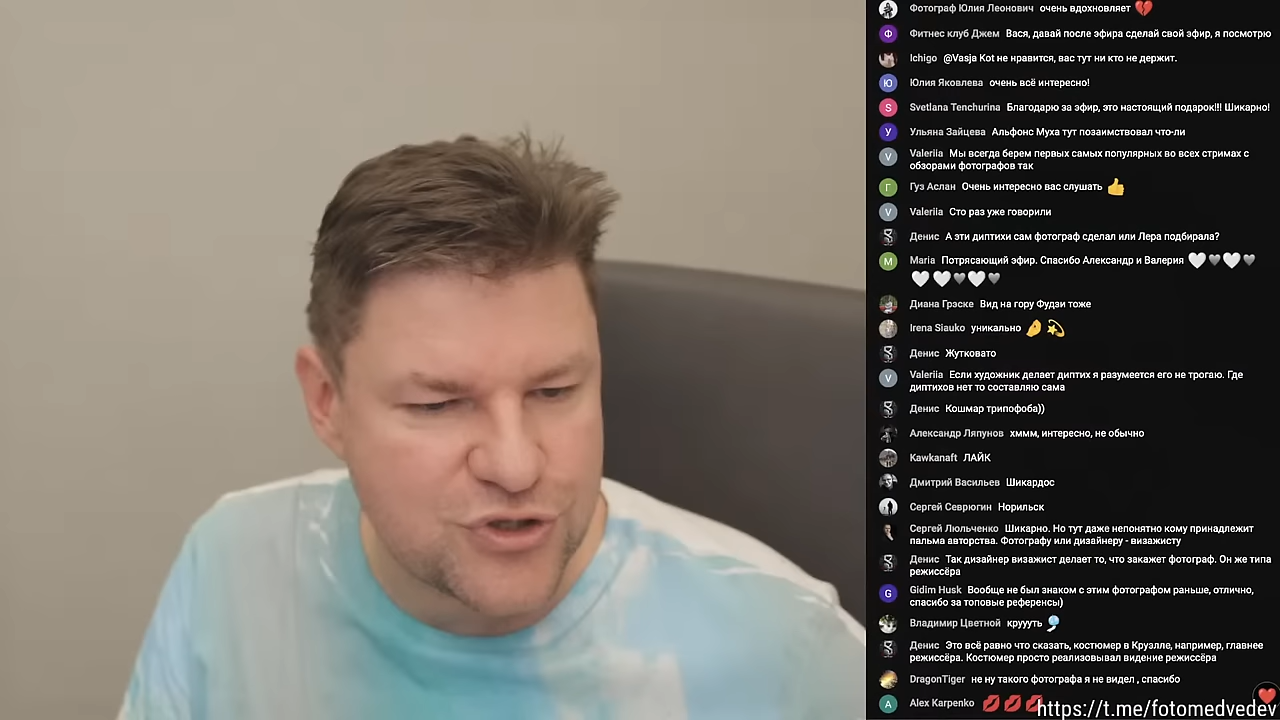 Фотограф Юлия Леонович очень вдохновляет 💔
Ф Фитнес клуб Джем Вася, давай после эфира сделай свой эфир, я посмотрю
Ichigo @Vasja Kot не нравится, вас тут ни кто не держит.
Ю Юлия Яковлева очень всё интересно!
S Svetlana Tenchurina Благодарю за эфир, это настоящий подарок!!! Шикарно!
У Ульяна Зайцева Альфонс Муха тут позаимствовал что-ли
V Valeriia Мы всегда берем первых самых популярных во всех стримах с
обзорами фотографов так
Г Гуз Аслан Очень интересно вас слушать 👍
V Valeriia Сто раз уже говорили
Денис А эти диптихи сам фотограф сделал или Лера подбирала?
M Maria Потрясающий эфир. Спасибо Александр и Валерия 🤍🩶🤍🩶
🤍 🤍🩶🤍🩶
Диана Грэске Вид на гору Фудзи тоже
Irena Siauko уникально 🤌 💫
Денис Жутковато
V Valeriia Если художник делает диптих я разумеется его не трогаю. Где
диптихов нет то составляю сама
Денис Кошмар трипофоба))
Александр Ляпунов хммм, интересно, не обычно
Kawkanaft ЛАЙК
Дмитрий Васильев Шикардос
Сергей Севрюгин Норильск
Сергей Люльченко Шикарно. Но тут даже непонятно кому принадлежит
пальма авторства. Фотографу или дизайнеру - визажисту
Денис Так дизайнер визажист делает то, что закажет фотограф. Он же типа
режиссёра
G Gidim Husk Вообще не был знаком с этим фотографом раньше, отлично,
спасибо за топовые референсы)
Владимир Цветной круууть
Денис Это всё равно что сказать, костюмер в Круэлле, например, главнее
режиссёра. Костюмер просто реализовывал видение режиссёра
DragonTiger не ну такого фотографа я не видел , спасибо
A Alex Karpenko 💋 💋 💋
https://t.me/fotomedvedev